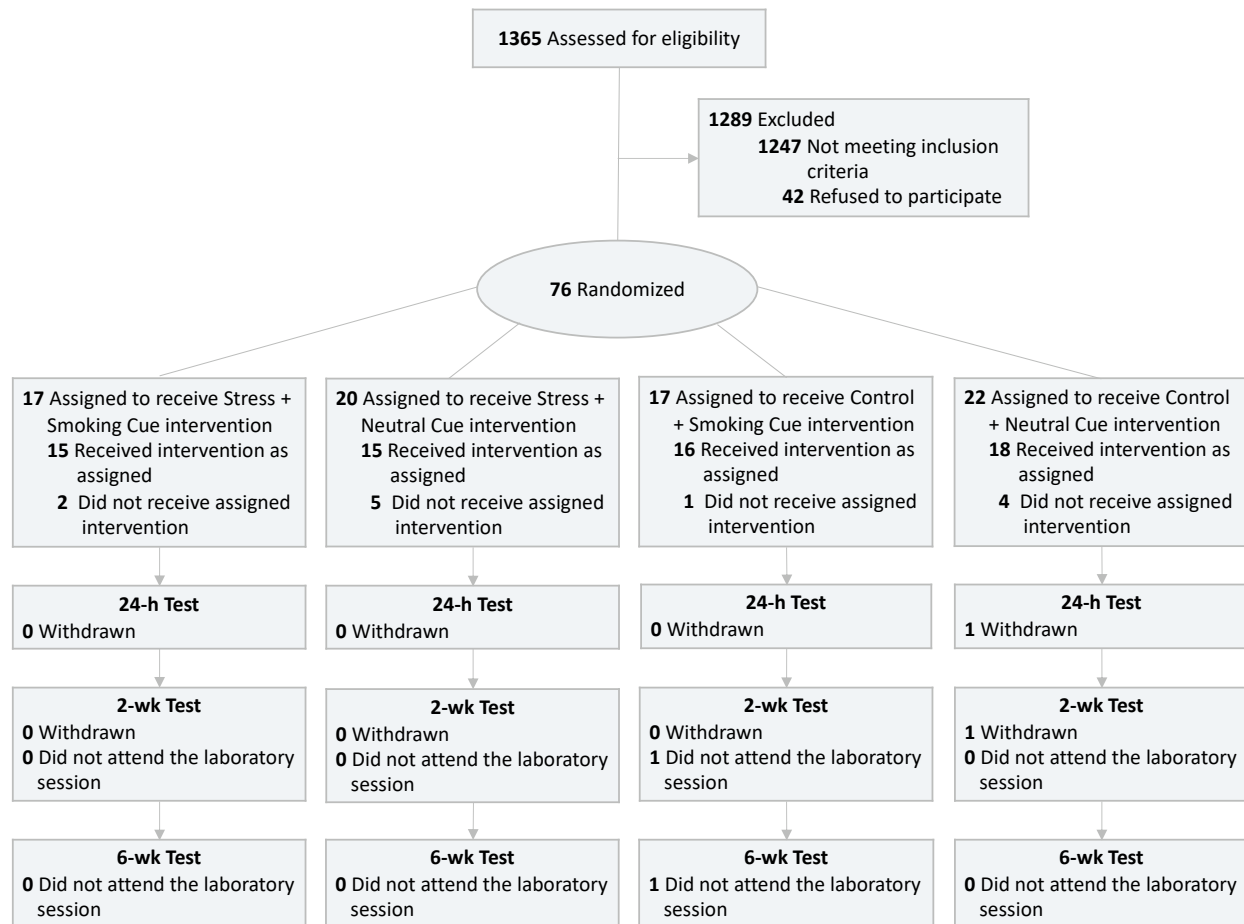 1365 Assessed for eligibility
1289 Excluded
1247 Not meeting inclusion
criteria
42 Refused to participate
76 Randomized
17 Assigned to receive Stress +
Smoking Cue intervention
15 Received intervention as
assigned
2 Did not receive assigned
intervention
20 Assigned to receive Stress +
Neutral Cue intervention
15 Received intervention as
assigned
5 Did not receive assigned
intervention
17 Assigned to receive Control
+ Smoking Cue intervention
16 Received intervention as
assigned
1 Did not receive assigned
intervention
22 Assigned to receive Control
+ Neutral Cue intervention
18 Received intervention as
assigned
4 Did not receive assigned
intervention
24-h Test
0 Withdrawn
24-h Test
0 Withdrawn
24-h Test
0 Withdrawn
24-h Test
1 Withdrawn
2-wk Test
0 Withdrawn
0 Did not attend the laboratory
session
2-wk Test
0 Withdrawn
0 Did not attend the laboratory
session
2-wk Test
0 Withdrawn
1 Did not attend the laboratory
session
2-wk Test
1 Withdrawn
0 Did not attend the laboratory
session
6-wk Test
0 Did not attend the laboratory
session
6-wk Test
0 Did not attend the laboratory
session
6-wk Test
1 Did not attend the laboratory
session
6-wk Test
0 Did not attend the laboratory
session